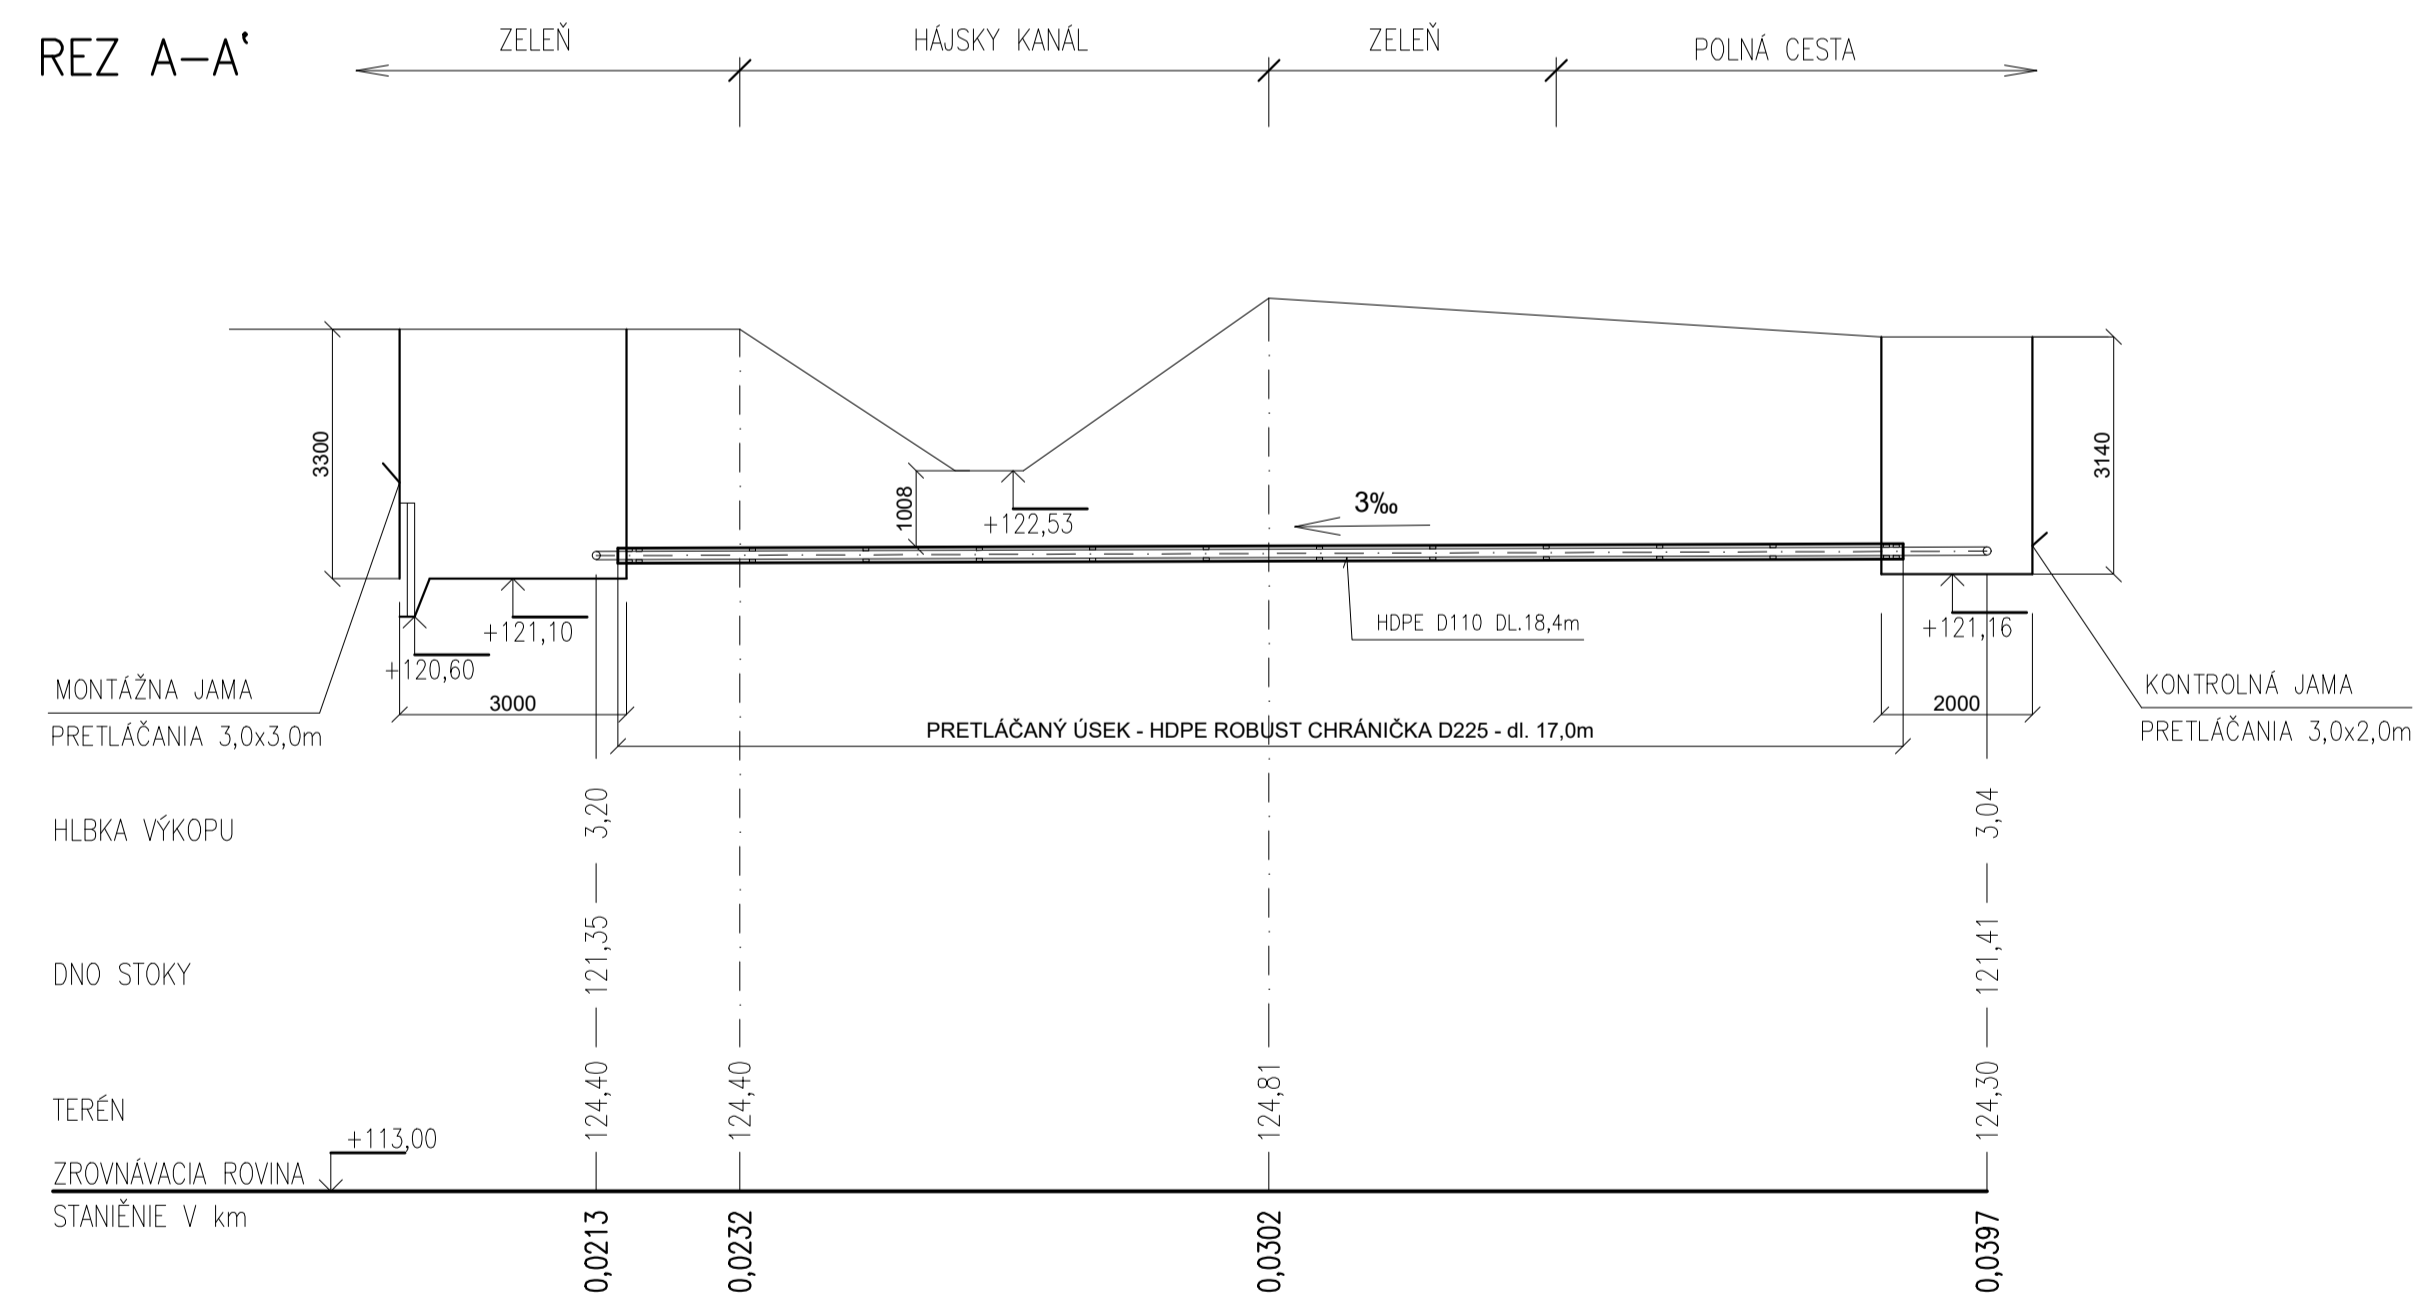 REZ A–A‘
ZELEŇ
HÁJSKY KANÁL
ZELEŇ
POLNÁ CESTA
3300
1008
+122,53
3‰
3140
+121,10
+120,60
HDPE D110 DL.18,4m
+121,16
MONTÁŽNA JAMA
PRETLÁČANIA 3,0x3,0m
3000
PRETLÁČANÝ ÚSEK - HDPE ROBUST CHRÁNIČKA D225 - dl. 17,0m
2000
KONTROLNÁ JAMA
PRETLÁČANIA 3,0x2,0m
HLBKA VÝKOPU
3,20
3,04
DNO STOKY
121,35
121,41
TERÉN
124,40
124,40
124,81
124,30
+113,00
ZROVNÁVACIA ROVINA
STANIĚNIE V km
0,0213
0,0232
0,0302
0,0397